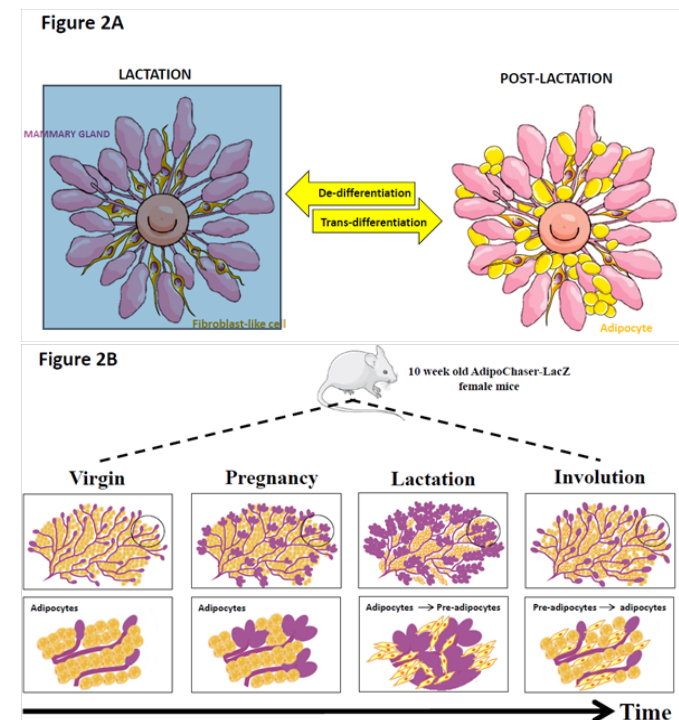 Figure 2A
LACTATION
POST-LACTATION
MAMMARY GLAND
De-differentiation
Trans-differentiation
Fibroblast-like cell
Adipocyte
Figure 2B
10 week old AdipoChaser-LacZ
female mice
Virgin
Pregnancy
Lactation
Involution
Adipocytes
Adipocytes
Adipocytes → Pre-adipocytes
Pre-adipocytes → adipocytes
Time